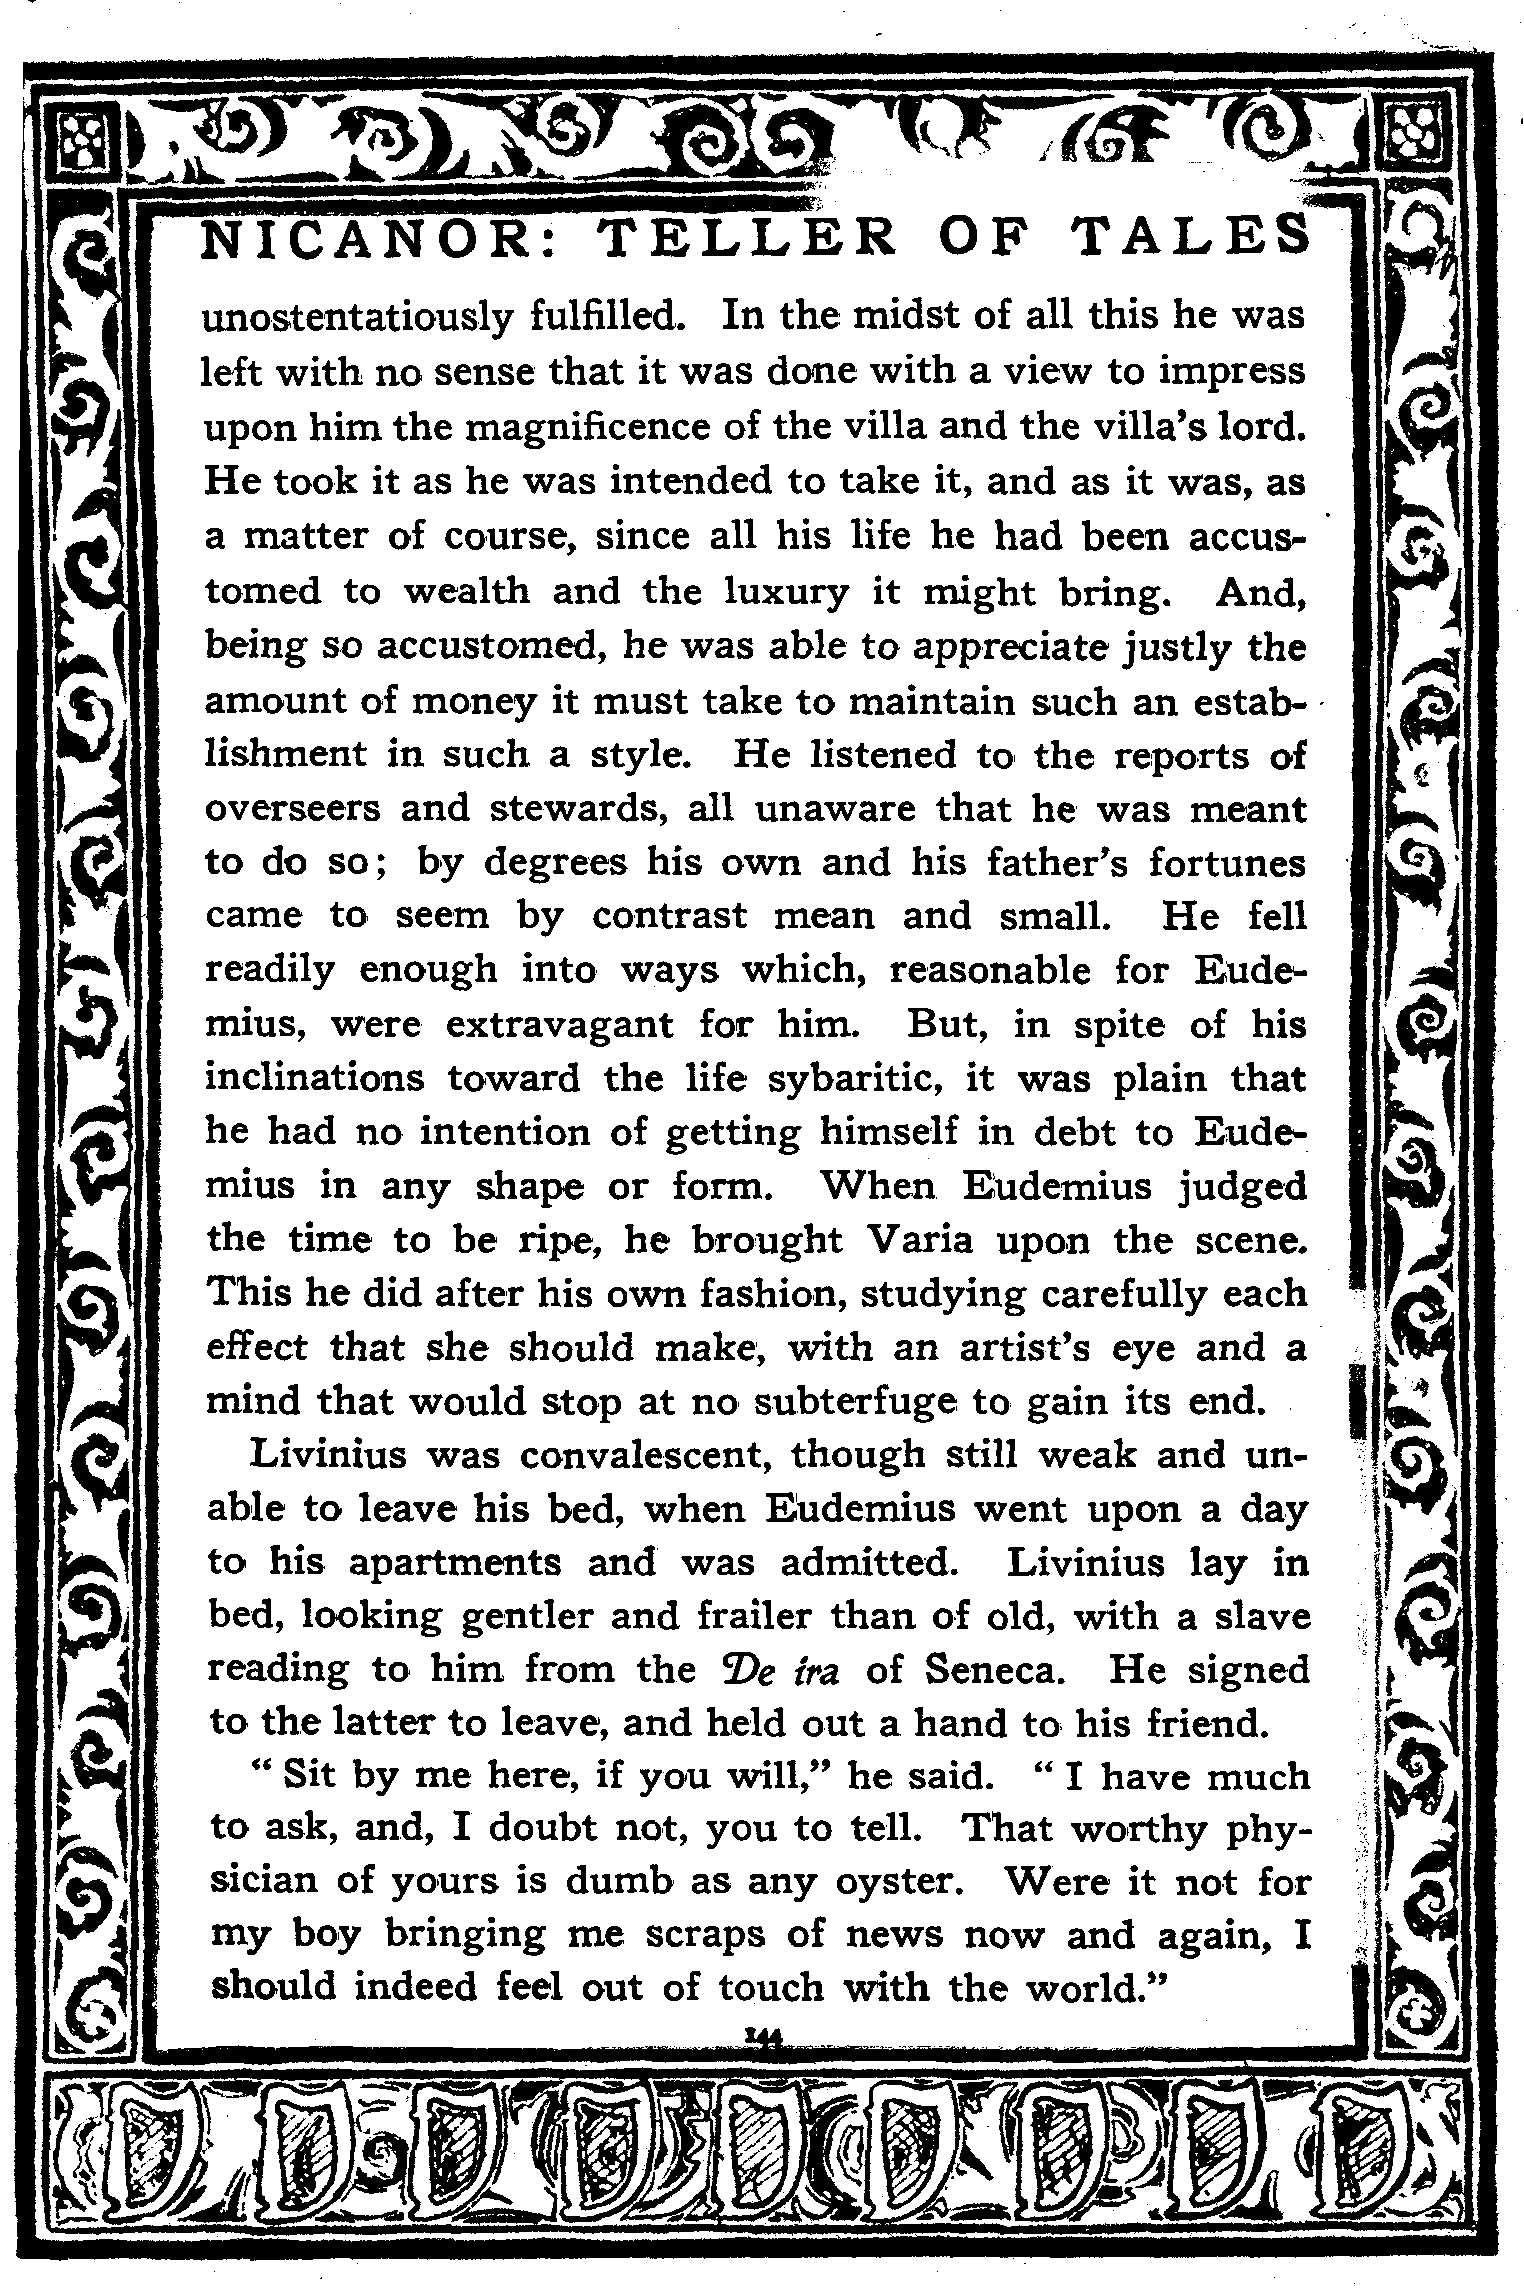 NICANOR: TELLER OF TALES
unostentatiously fulfilled. In the midst of all this he was
left with no sense that it was done with a view to impress
upon him the magnificence of the villa and the villa's lord.
He took it as he was intended to take it, and as it was, as
a matter of course, since all his life he had been accus-
tomed to wealth and the luxury it might bring. And,
being so accustomed, he was able to appreciate justly the
amount of money it must take to maintain such an estab-
lishment in such a style. He listened to the reports of
overseers and stewards, all unaware that he was meant
to do so; by degrees his own and his father's fortunes
came to seem by contrast mean and small. He fell
readily enough into ways which, reasonable for Eude-
mius, were extravagant for him. But, in spite of his
inclinations toward the life sybaritic, it was plain that
he had no intention of getting himself in debt to Eude-
mius in any shape or form. When Eudemius judged
the time to be ripe, he brought Varia upon the scene.
This he did after his own fashion, studying carefully each
effect that she should make, with an artist's eye and a
mind that would stop at no subterfuge to gain its end.
Livinius was convalescent, though still weak and un-
able to leave his bed, when Eudemius went upon a day
to his apartments and was admitted. Livinius lay in
bed, looking gentler and frailer than of old, with a slave
reading to him from the De ira of Seneca. He signed
to the latter to leave, and held out a hand to his friend.
“ Sit by me here, if you will,” he said. “ I have much
to ask, and, I doubt not, you to tell. That worthy phy-
sician of yours is dumb as any oyster. Were it not for
my boy bringing me scraps of news now and again, I
should indeed feel out of touch with the world.”
144